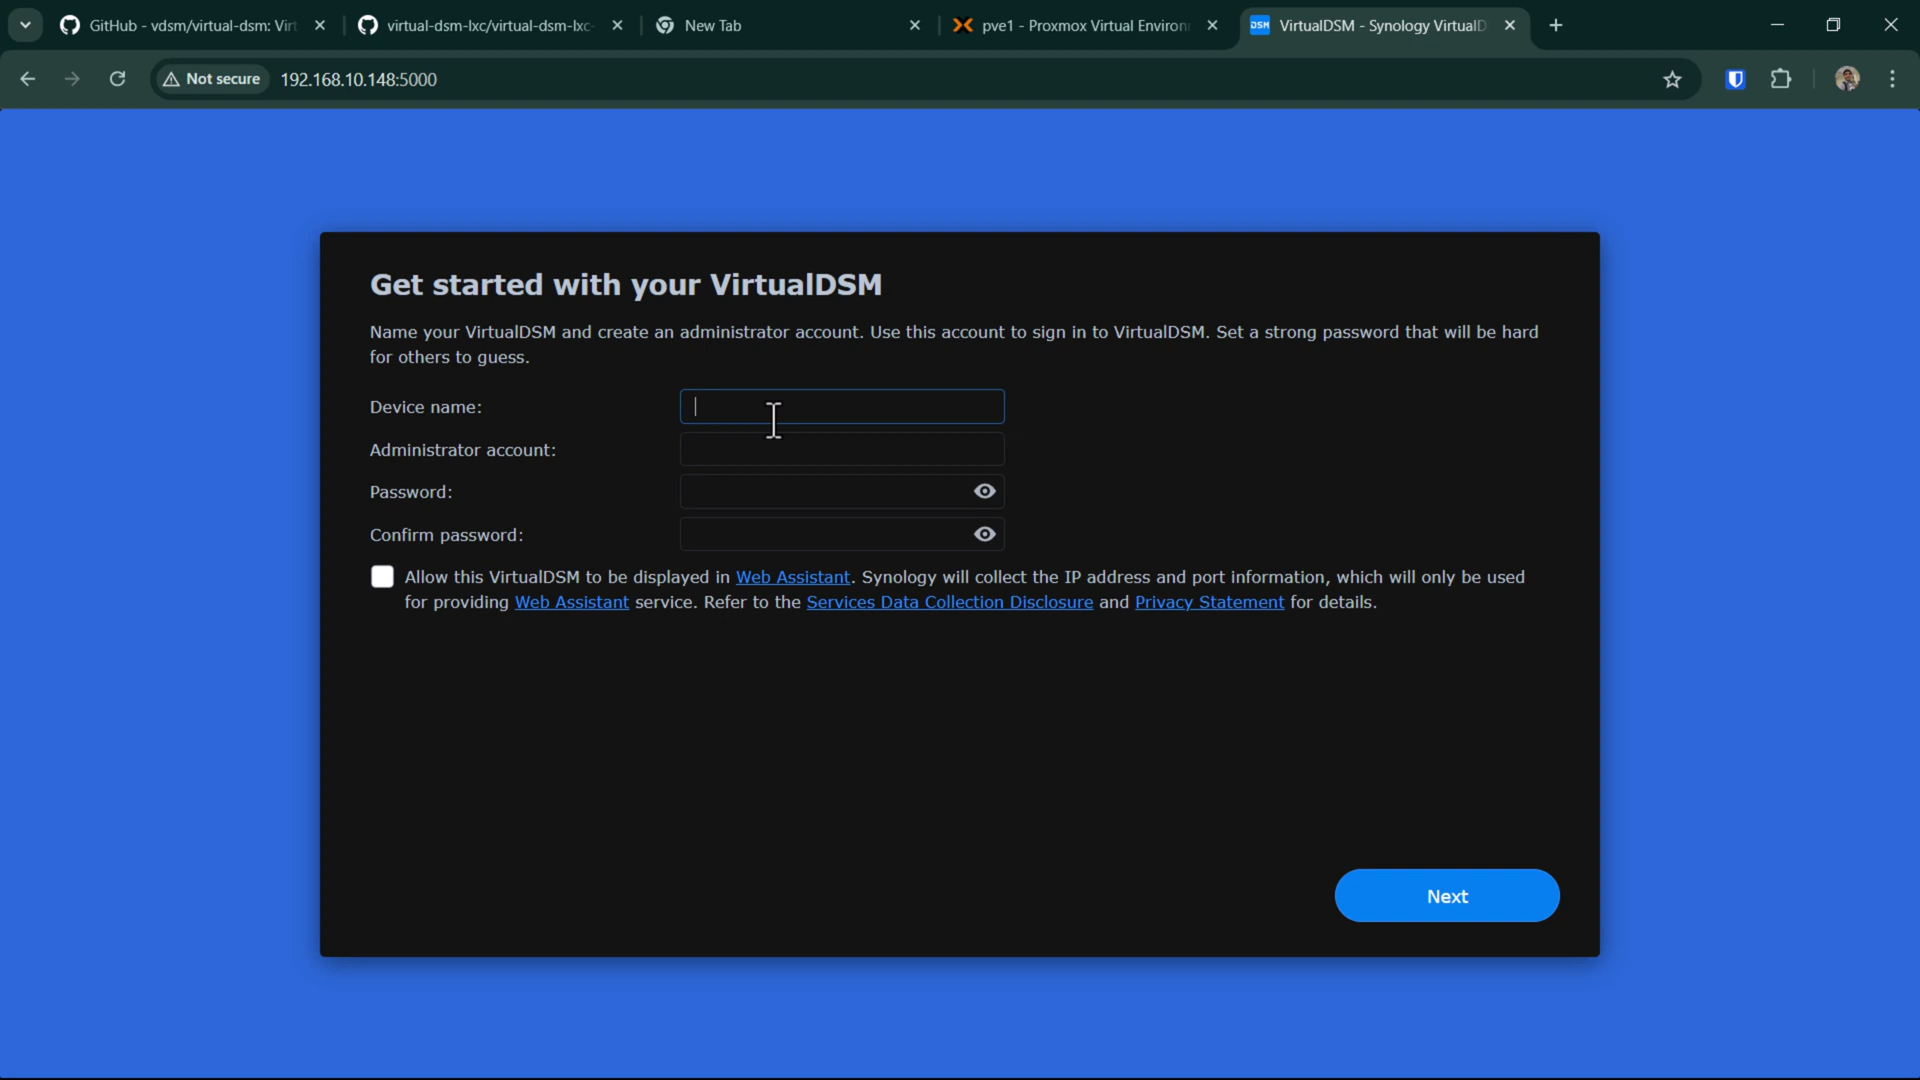 GitHub - vdsm/virtual-dsm: Virt
virtual-dsm-lxc/virtual-dsm-lxc-
New Tab
pve1 - Proxmox Virtual Environ
DSM
VirtualDSM - Synology VirtualD
Not secure
192.168.10.148:5000
Get started with your VirtualDSM
Name your VirtualDSM and create an administrator account. Use this account to sign in to VirtualDSM. Set a strong password that will be hard
for others to guess.
Device name:
Administrator account:
Password:
Confirm password:
Allow this VirtualDSM to be displayed in Web Assistant. Synology will collect the IP address and port information, which will only be used
for providing Web Assistant service. Refer to the Services Data Collection Disclosure and Privacy Statement for details.
Next